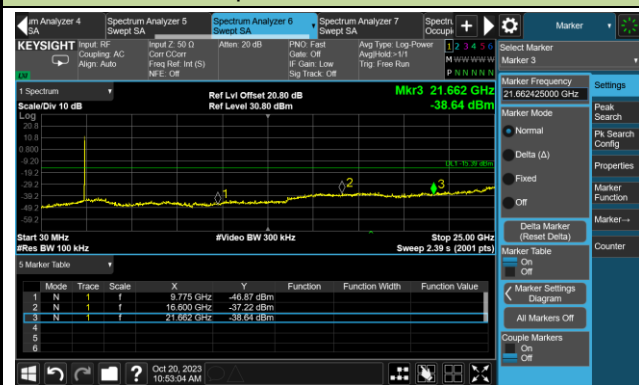 um Analyzer 4
SA
Spectrum Analyzer 5
Swept SA
Spectrum Analyzer 6
Swept SA
Spectrum Analyzer 7
Swept SA
Spectn
Occupi
Marker
KEYSIGHT
Input: RF
Coupling: AC
Align: Auto
Input Z: 50 Ω
Corr CCorr
Freq Ref: Int (S)
NFE: Off
Atten: 20 dB
PNO: Fast
Gate: Off
IF Gain: Low
Sig Track: Off
Avg Type: Log-Power
Avg|Hold:>1/1
Trig: Free Run
1 2 3 4 5 6
M W W W W W
P N N N N N
LXI
Select Marker
Marker 3
1 Spectrum
Scale/Div 10 dB
Ref Lvl Offset 20.80 dB
Ref Level 30.80 dBm
Mkr3 21.662 GHz
-38.64 dBm
Log
20.8
10.8
0.800
-9.20
-19.2
-29.2
-39.2
-49.2
-59.2
DL1 -15.39 dBm
1
2
3
Start 30 MHz
#Res BW 100 kHz
#Video BW 300 kHz
Stop 25.00 GHz
Sweep 2.39 s (2001 pts)
5 Marker Table
Mode Trace Scale X Y Function Function Width Function Value
1 N 1 f 9.775 GHz -46.87 dBm
2 N 1 f 16.600 GHz -37.22 dBm
3 N 1 f 21.662 GHz -38.64 dBm
4
5
6
Marker Frequency
21.662425000 GHz
Marker Mode
Normal
Delta (Δ)
Fixed
Off
Delta Marker
(Reset Delta)
Marker Table
On
Off
Marker Settings
Diagram
All Markers Off
Couple Markers
On
Off
Settings
Peak
Search
Pk Search
Config
Properties
Marker
Function
Marker→
Counter
Oct 20, 2023
10:53:04 AM